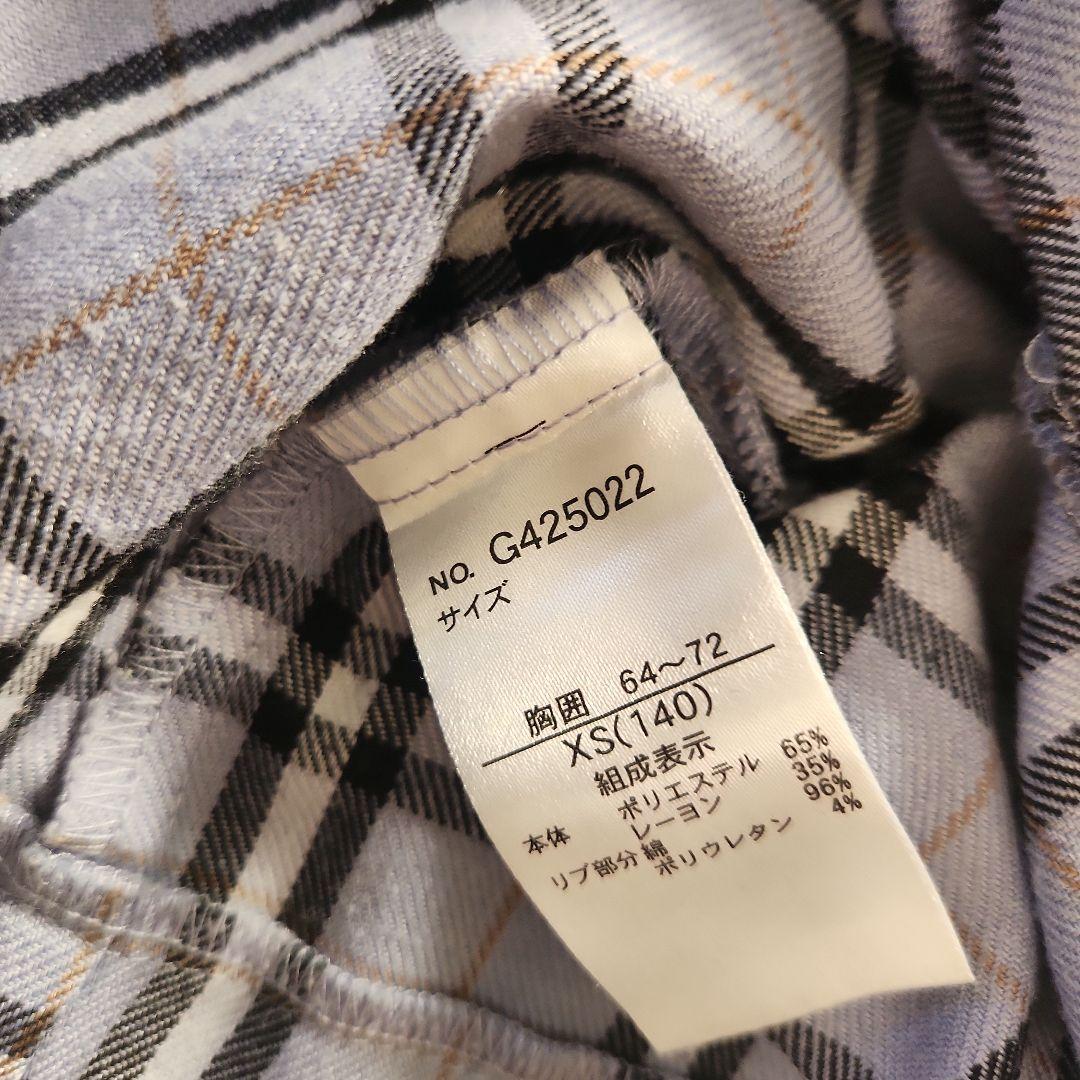 NO. G425022
サイズ
胸囲 64～72
XS(140)
組成表示
本体 ポリエステル 65%
レーヨン 35%
リブ部分 綿 96%
ポリウレタン 4%